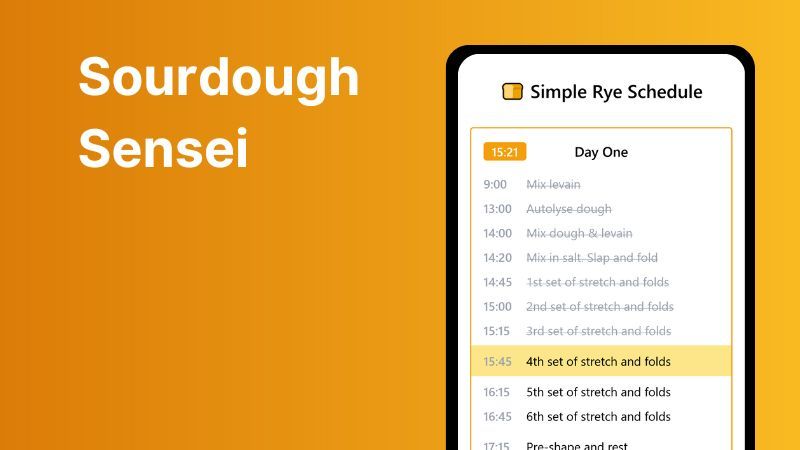 Sourdough
Sensei
Simple Rye Schedule
15:21 Day One
9:00 Mix levain
13:00 Autolyse dough
14:00 Mix dough & levain
14:20 Mix in salt. Slap and fold
14:45 1st set of stretch and folds
15:00 2nd set of stretch and folds
15:15 3rd set of stretch and folds
15:45 4th set of stretch and folds
16:15 5th set of stretch and folds
16:45 6th set of stretch and folds
17:15 Pre-shape and rest